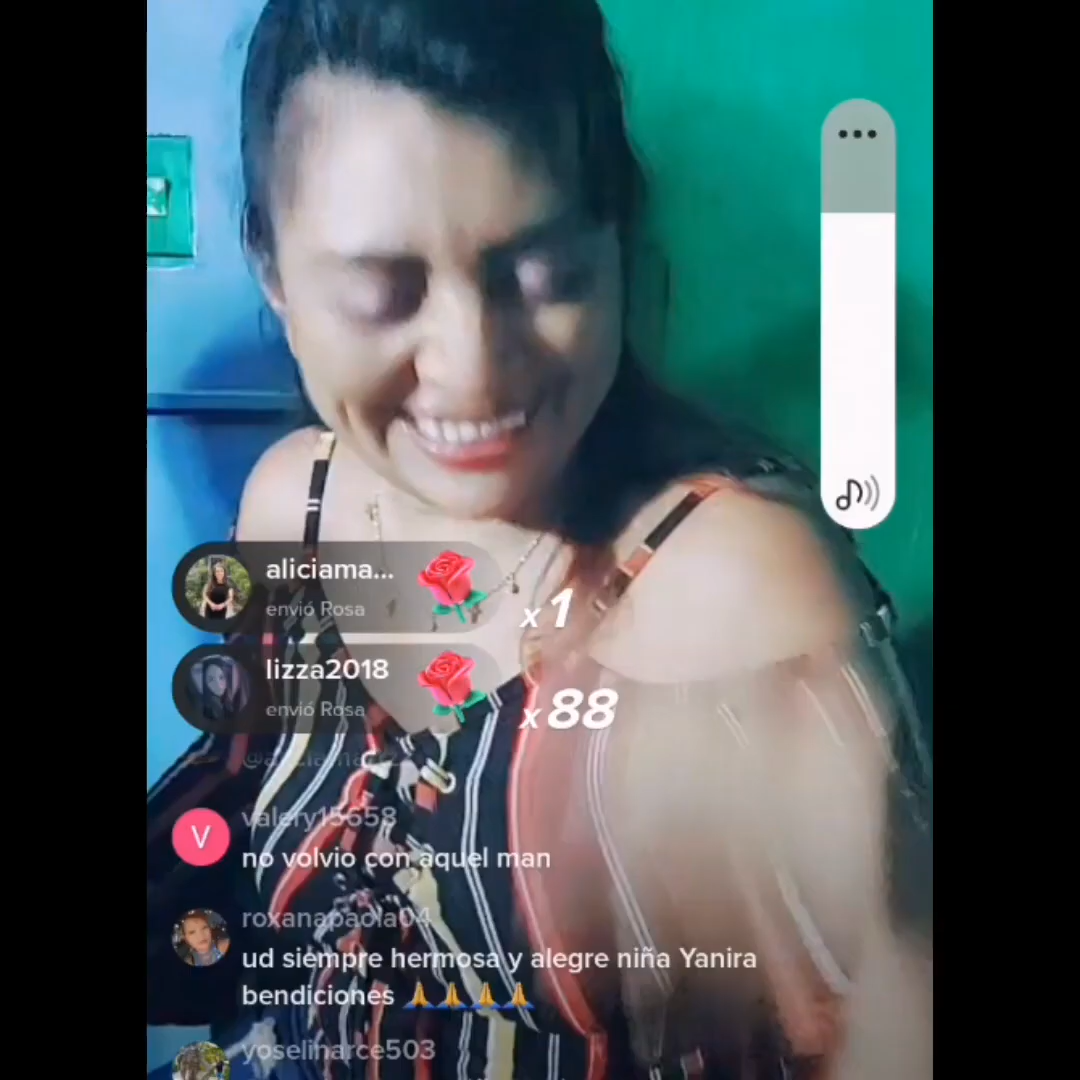 aliciama...
envió Rosa
x1
lizza2018
envió Rosa
x88
valery15658
V
no volvio con aquel man
roxanapaola04
ud siempre hermosa y alegre niña Yanira
bendiciones 🙏🙏🙏🙏
yoselinarce503